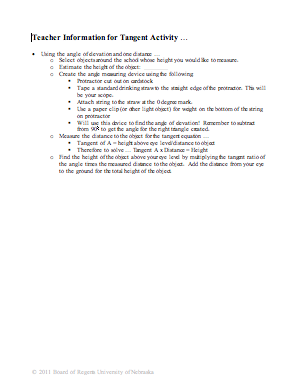 Teacher Information for Tangent Activity …
• Using the angle of elevation and one distance …
o Select objects around the school whose height you would like to measure.
o Estimate the height of the object: ____________
o Create the angle measuring device using the following
• Protractor cut out on cardstock
• Tape a standard drinking straw to the straight edge of the protractor. This will
be your scope.
• Attach string to the straw at the 0 degree mark.
• Use a paper clip (or other light object) for weight on the bottom of the string
on protractor
• Will use this device to find the angle of elevation! Remember to subtract
from 90° to get the angle for the right triangle created.
o Measure the distance to the object for the tangent equation …
• Tangent of A = height above eye level/distance to object
• Therefore to solve … Tangent A x Distance = Height
o Find the height of the object above your eye level by multiplying the tangent ratio of
the angle times the measured distance to the object. Add the distance from your eye
to the ground for the total height of the object.
© 2011 Board of Regents University of Nebraska